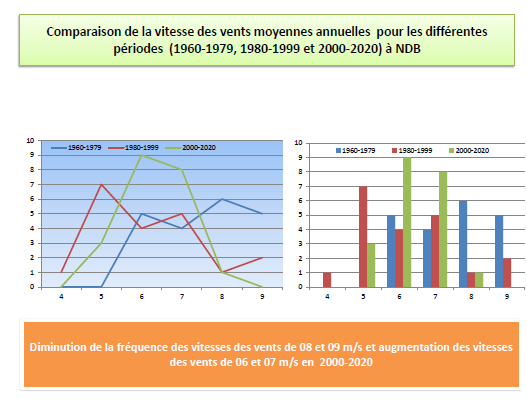 Comparaison de la vitesse des vents moyennes annuelles pour les différentes
périodes (1960-1979, 1980-1999 et 2000-2020) à NDB
10
9
8
7
6
5
4
3
2
1
0
1960-1979 1980-1999 2000-2020
4 5 6 7 8 9
10
9
8
7
6
5
4
3
2
1
0
1960-1979 1980-1999 2000-2020
4 5 6 7 8 9
Diminution de la fréquence des vitesses des vents de 08 et 09 m/s et augmentation des vitesses
des vents de 06 et 07 m/s en 2000-2020